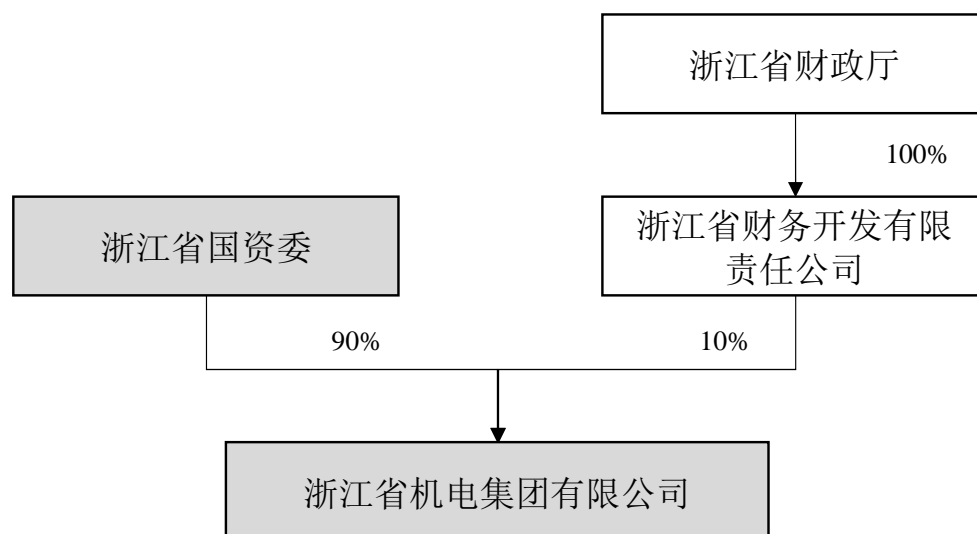 浙江省财政厅
100%
浙江省国资委
浙江省财务开发有限
责任公司
90%
10%
浙江省机电集团有限公司